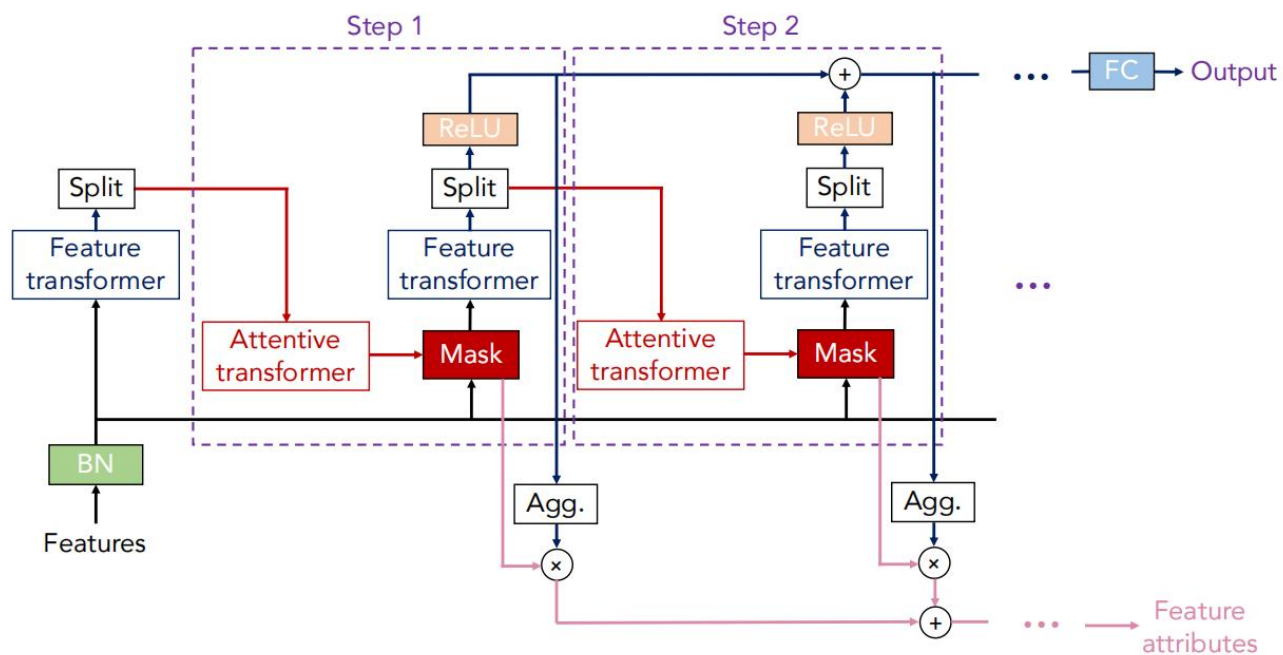 Step 1
Step 2
FC
Output
ReLU
ReLU
Split
Split
Split
Feature
transformer
Feature
transformer
Feature
transformer
Attentive
transformer
Mask
Attentive
transformer
Mask
BN
Agg.
Agg.
Features
Feature
attributes